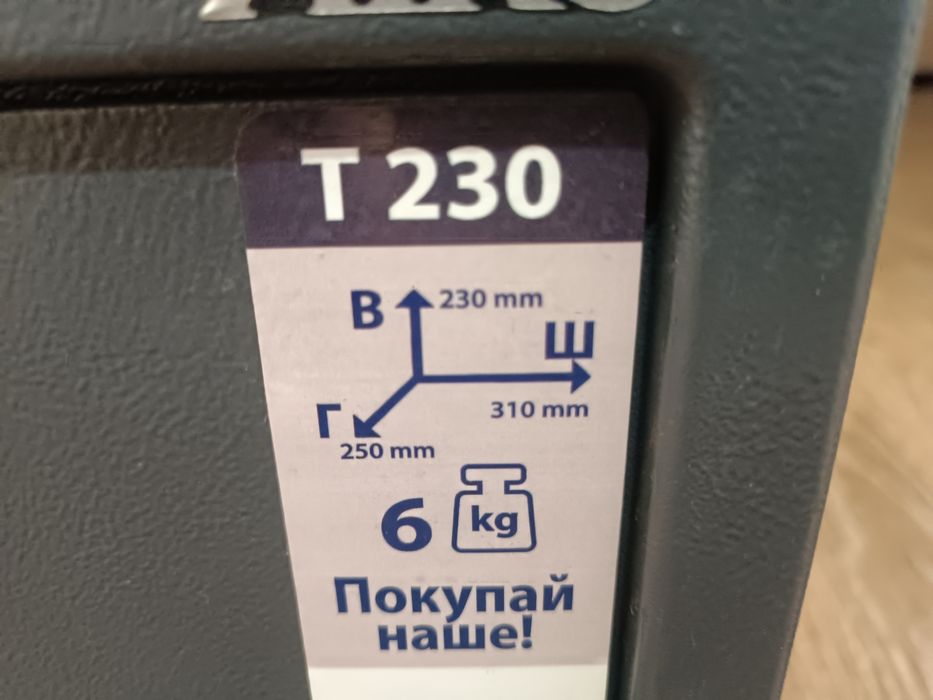 T 230
В 230 mm
Ш
310 mm
Г
250 mm
6 kg
Покупай
наше!